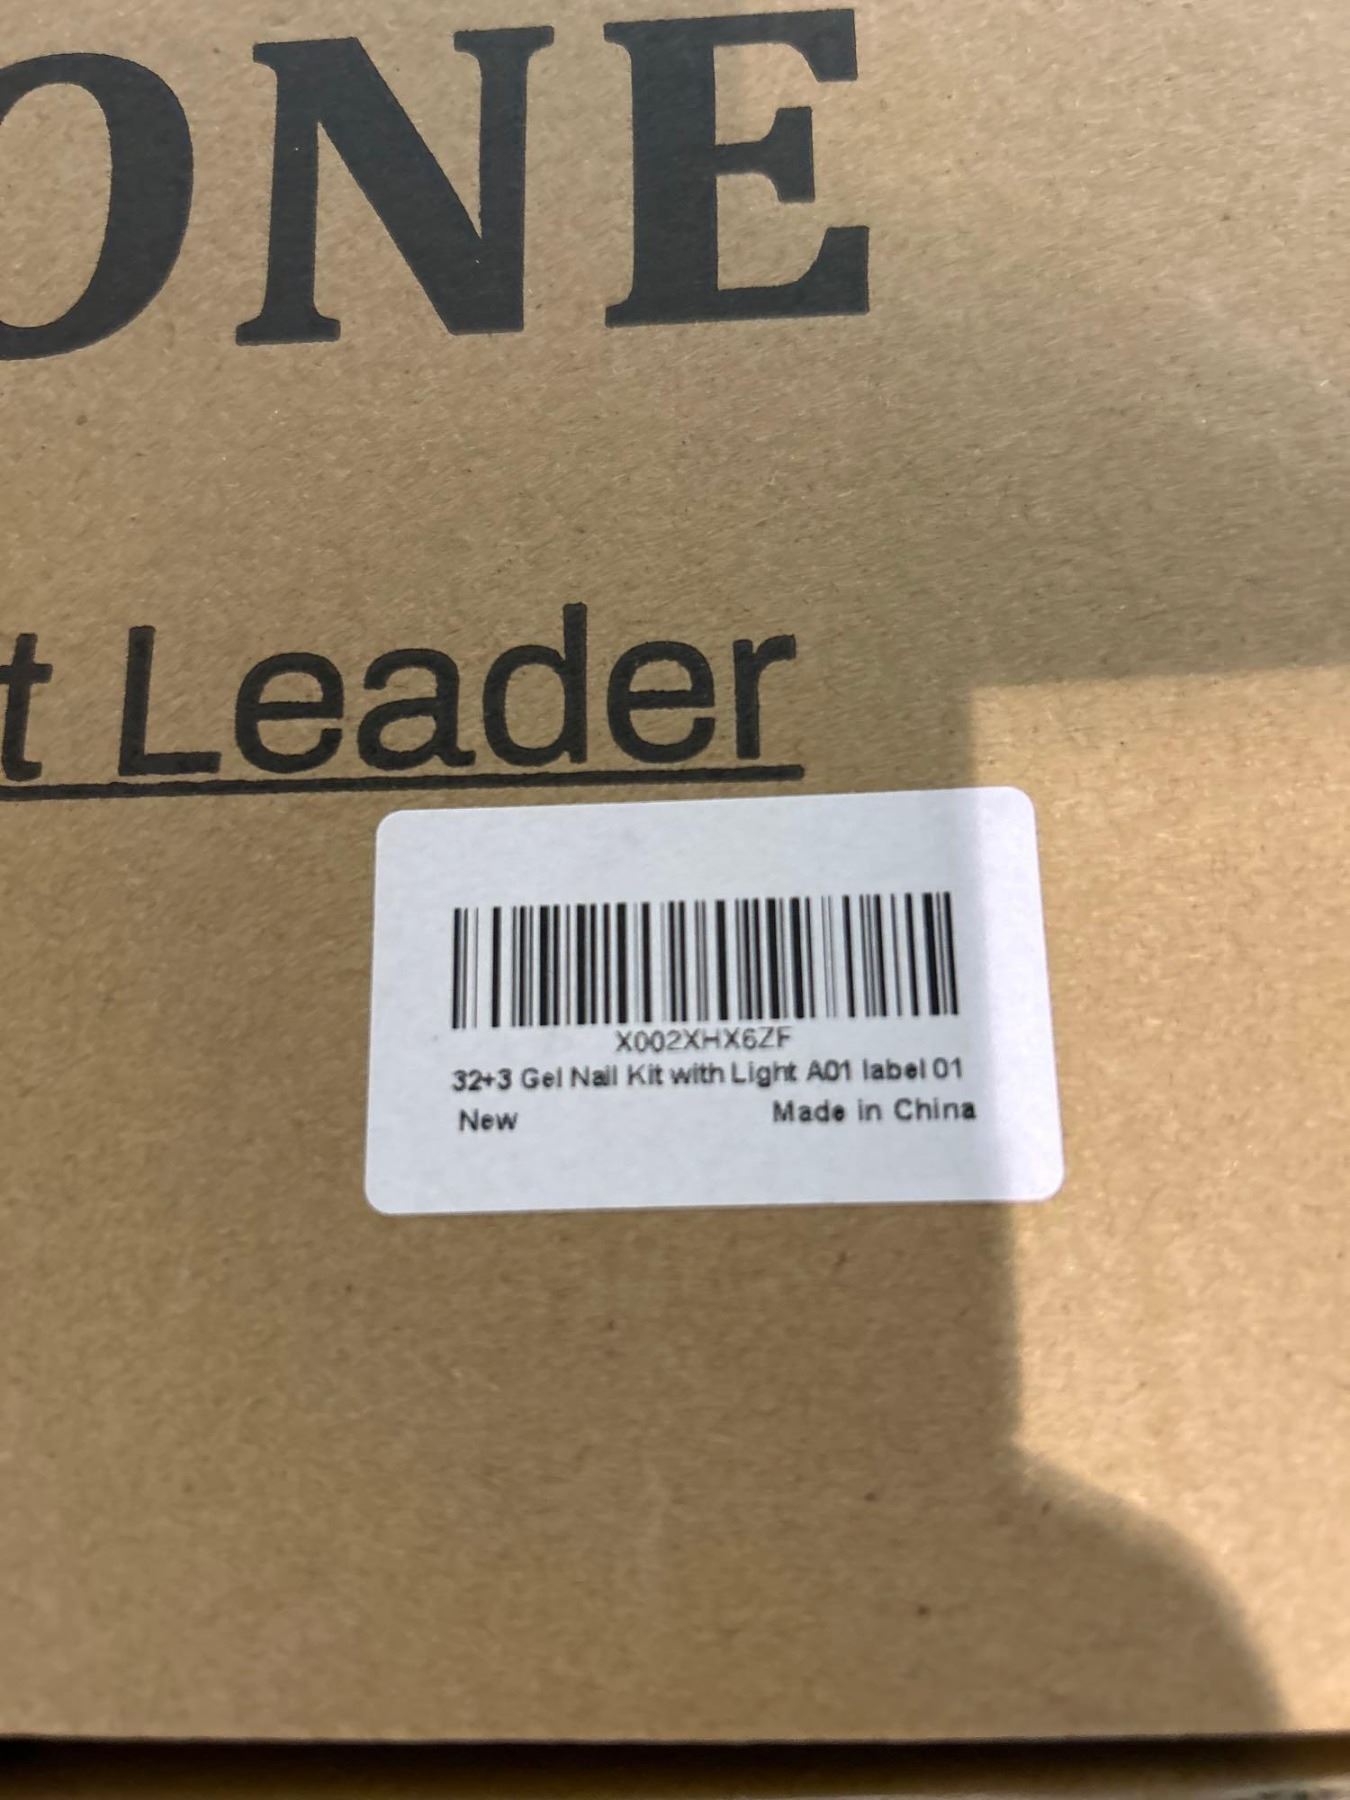 ONE
t Leader
X002XHX6ZF
32+3 Gel Nail Kit with Light A01 label 01
New Made in China